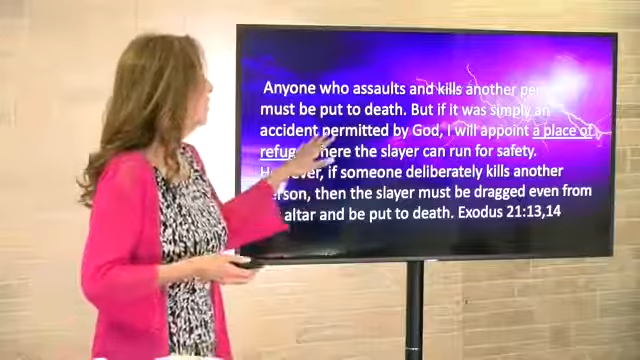 Anyone who assaults and kills another
must be put to death. But if it was simply an
accident permitted by God, I will appoint a place of
where the slayer can run for safety.
if someone deliberately kills another
then the slayer must be dragged even from
altar and be put to death. Exodus 21:13,14